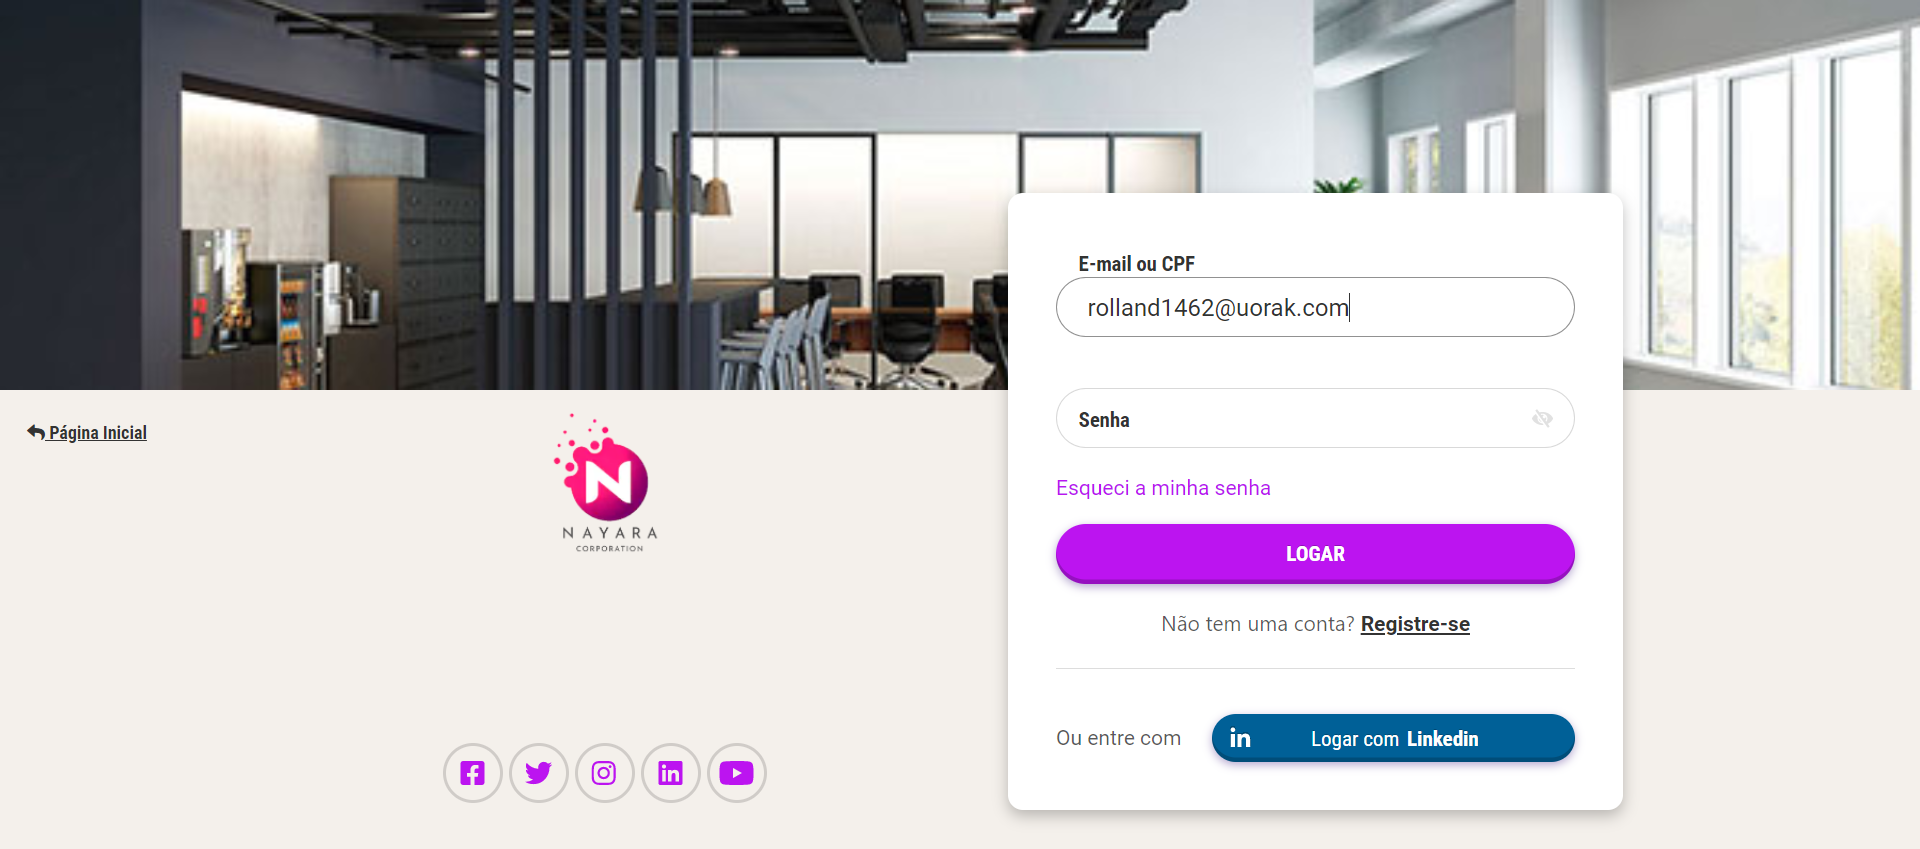 E-mail ou CPF
rolland1462@uorak.com
Senha
Esqueci a minha senha
LOGAR
Não tem uma conta? Registre-se
Ou entre com
in Logar com Linkedin
Página Inicial
N
NAYARA
CORPORATION